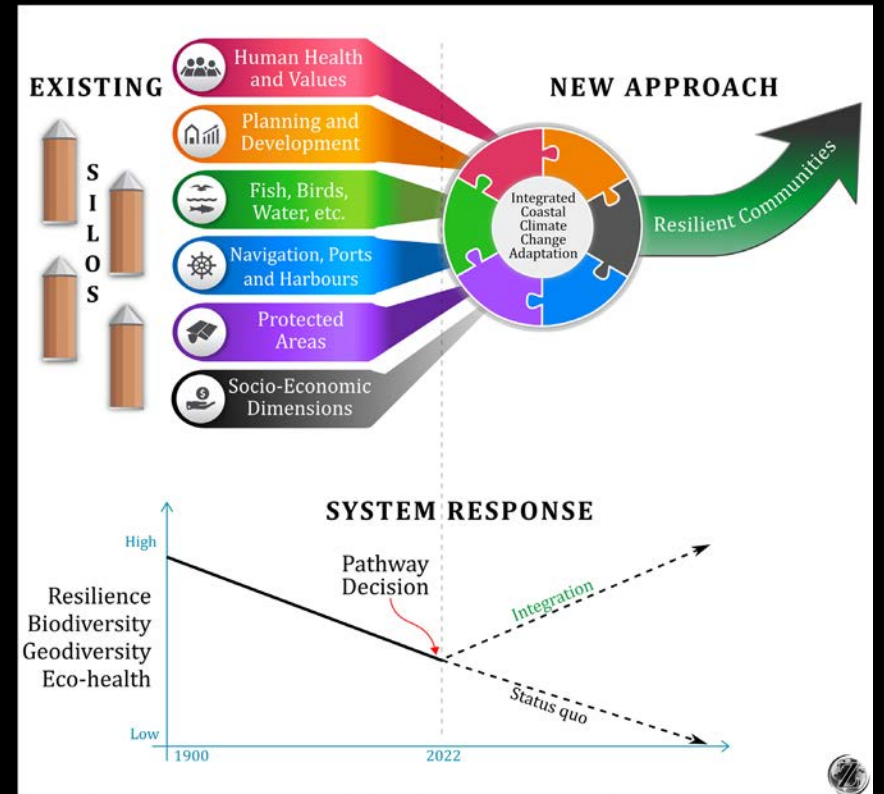 EXISTING
SILOS
Human Health
and Values
Planning and
Development
Fish, Birds,
Water, etc.
Navigation, Ports
and Harbours
Protected
Areas
Socio-Economic
Dimensions
NEW APPROACH
Integrated
Coastal
Climate
Change
Adaptation
Resilient Communities
SYSTEM RESPONSE
High
Resilience
Biodiversity
Geodiversity
Eco-health
Low
Pathway
Decision
Integration
Status quo
1900
2022